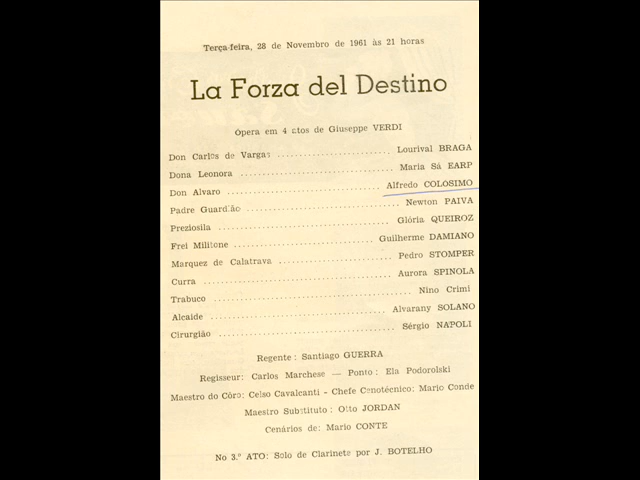 Terça-feira, 28 de Novembro de 1961 às 21 horas
La Forza del Destino
Ópera em 4 atos de Giuseppe VERDI
Don Carlos de Vargas .......................... Lourival BRAGA
Dona Leonora .......................... Maria Sá EARP
Don Alvaro .......................... Alfredo COLOSIMO
Padre Guardião .......................... Newton PAIVA
Preziosila .......................... Glória QUEIROZ
Frei Militone .......................... Guilherme DAMIANO
Marquez de Calatrava .......................... Pedro STOMPER
Curra .......................... Aurora SPINOLA
Trabuco .......................... Nino Crimi
Alcaide .......................... Alvarany SOLANO
Cirurgião .......................... Sérgio NAPOLI
Regente : Santiago GUERRA
Regisseur: Carlos Marchese — Ponto : Ela Podorolski
Maestro do Côro: Celso Cavalcanti - Chefe Cenotécnico: Mario Conde
Maestro Substituto : Otto JORDAN
Cenários de: Mario CONTE
No 3.º ATO: Solo de Clarinete por J. BOTELHO